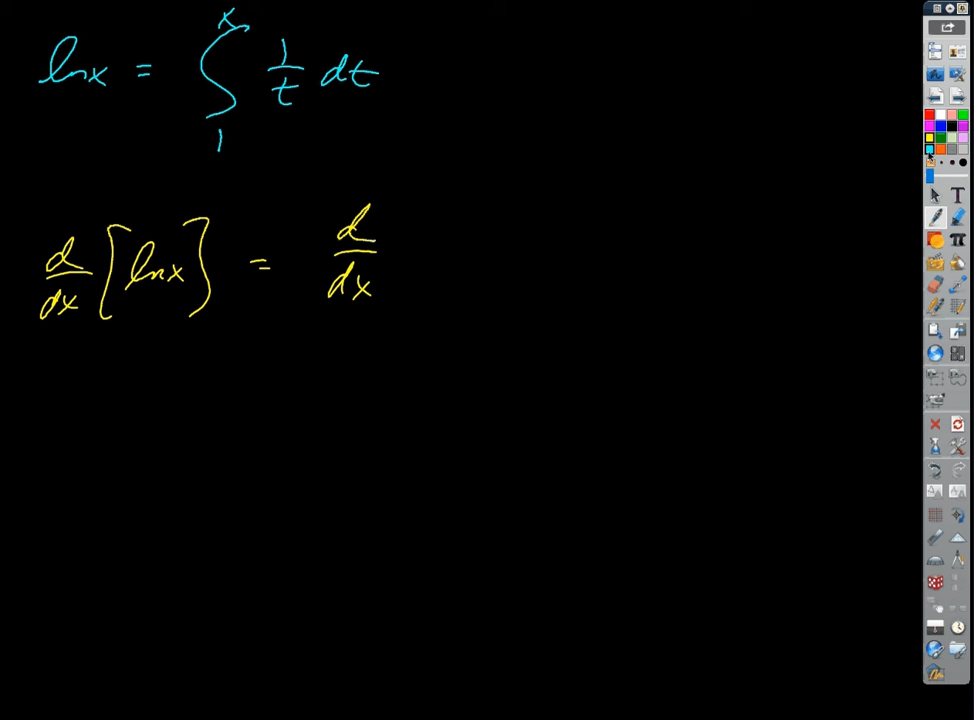 ln x = ∫₁ˣ 1/t dt
d/dx [ln x] = d/dx
T